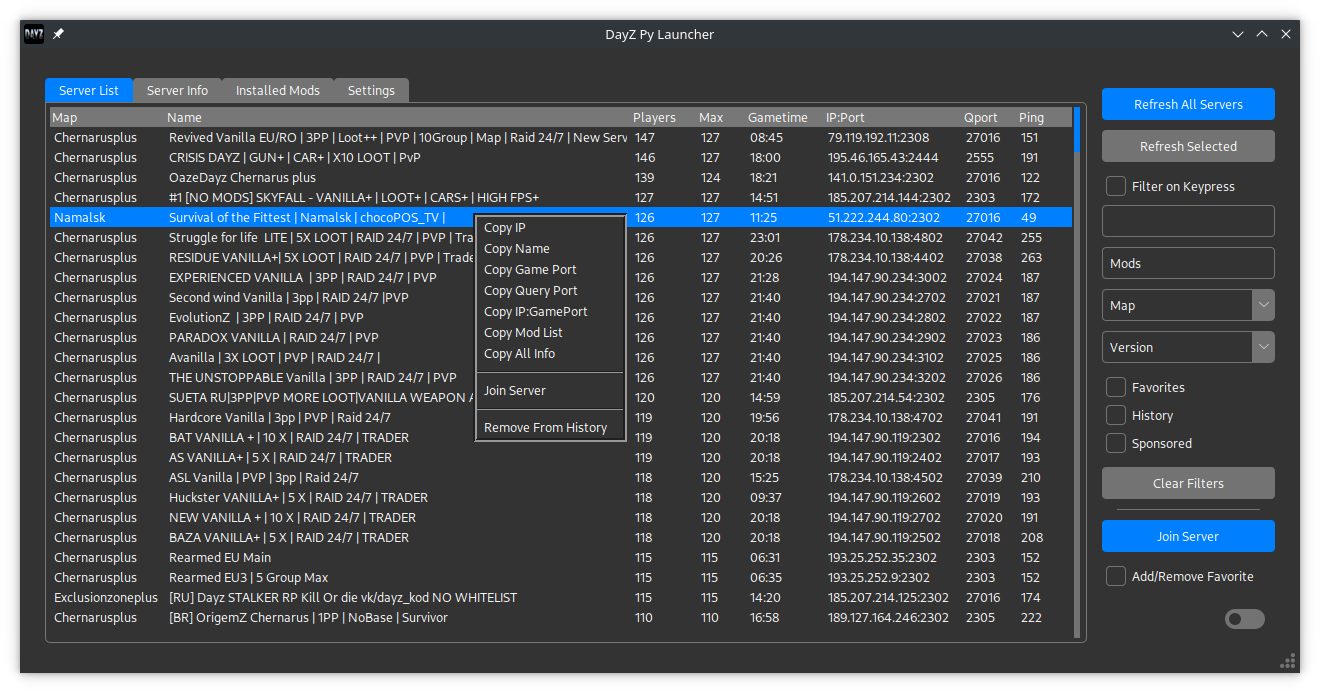 DAYZ
DayZ Py Launcher
Server List Server Info Installed Mods Settings
Map Name Players Max Gametime IP:Port Qport Ping
Chernarusplus Revived Vanilla EU/RO | 3PP | Loot++ | PVP | 10Group | Map | Raid 24/7 | New Serv 147 127 08:45 79.119.192.11:2308 27016 151
Chernarusplus CRISIS DAYZ | GUN+ | CAR+ | X10 LOOT | PvP 146 127 18:00 195.46.165.43:2444 2555 191
Chernarusplus OazeDayz Chernarus plus 139 124 18:21 141.0.151.234:2302 27016 122
Chernarusplus #1 [NO MODS] SKYFALL - VANILLA+ | LOOT+ | CARS+ | HIGH FPS+ 127 127 14:51 185.207.214.144:2302 2303 172
Namalsk Survival of the Fittest | Namalsk | chocoPOS_TV | 126 127 11:25 51.222.244.80:2302 27016 49
Chernarusplus Struggle for life  LITE | 5X LOOT | RAID 24/7 | PVP | Tra 126 127 23:01 178.234.10.138:4802 27042 255
Chernarusplus RESIDUE VANILLA+| 5X LOOT | RAID 24/7 | PVP | Trade 126 127 20:26 178.234.10.138:4402 27038 263
Chernarusplus EXPERIENCED VANILLA  | 3PP | RAID 24/7 | PVP 126 127 21:28 194.147.90.234:3002 27024 187
Chernarusplus Second wind Vanilla | 3pp | RAID 24/7 |PVP 126 127 21:40 194.147.90.234:2702 27021 187
Chernarusplus EvolutionZ  | 3PP | RAID 24/7 | PVP 126 127 21:40 194.147.90.234:2802 27022 187
Chernarusplus PARADOX VANILLA | RAID 24/7 | PVP 126 127 21:40 194.147.90.234:2902 27023 186
Chernarusplus Avanilla | 3X LOOT | PVP | RAID 24/7 | 126 127 21:40 194.147.90.234:3102 27025 186
Chernarusplus THE UNSTOPPABLE Vanilla | 3PP | RAID 24/7 | PVP 126 127 21:40 194.147.90.234:3202 27026 186
Chernarusplus SUETA RU|3PP|PVP MORE LOOT|VANILLA WEAPON A 120 120 14:59 185.207.214.54:2302 2305 176
Chernarusplus Hardcore Vanilla | 3pp | PVP | Raid 24/7 119 120 19:56 178.234.10.138:4702 27041 191
Chernarusplus BAT VANILLA + | 10 X | RAID 24/7 | TRADER 119 120 20:18 194.147.90.119:2302 27016 194
Chernarusplus AS VANILLA+ | 5 X | RAID 24/7 | TRADER 119 120 20:18 194.147.90.119:2402 27017 193
Chernarusplus ASL Vanilla | PVP | 3pp | Raid 24/7 118 120 15:25 178.234.10.138:4502 27039 210
Chernarusplus Huckster VANILLA+ | 5 X | RAID 24/7 | TRADER 118 120 09:37 194.147.90.119:2602 27019 193
Chernarusplus NEW VANILLA + | 10 X | RAID 24/7 | TRADER 118 120 20:18 194.147.90.119:2702 27020 191
Chernarusplus BAZA VANILLA+ | 5 X | RAID 24/7 | TRADER 118 120 20:18 194.147.90.119:2502 27018 208
Chernarusplus Rearmed EU Main 115 115 06:31 193.25.252.35:2302 2303 152
Chernarusplus Rearmed EU3 | 5 Group Max 115 115 06:35 193.25.252.9:2302 2303 152
Exclusionzoneplus [RU] Dayz STALKER RP Kill Or die vk/dayz_kod NO WHITELIST 115 115 14:20 185.207.214.125:2302 27016 174
Chernarusplus [BR] OrigemZ Chernarus | 1PP | NoBase | Survivor 110 110 16:58 189.127.164.246:2302 2305 222
Copy IP
Copy Name
Copy Game Port
Copy Query Port
Copy IP:GamePort
Copy Mod List
Copy All Info
Join Server
Remove From History
Refresh All Servers
Refresh Selected
Filter on Keypress
Mods
Map
Version
Favorites
History
Sponsored
Clear Filters
Join Server
Add/Remove Favorite